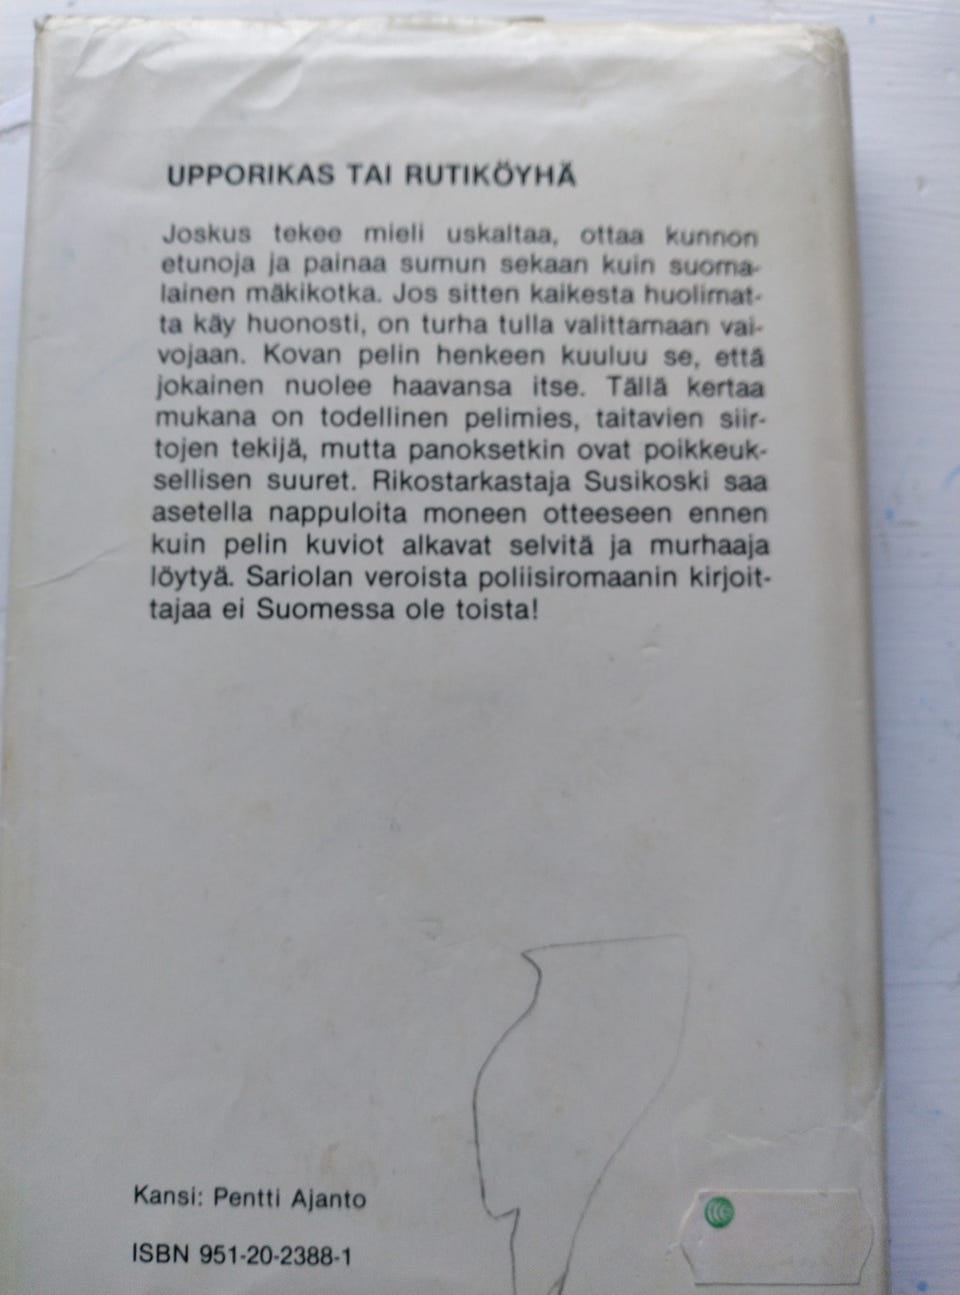 UPPORIKAS TAI RUTIKÖYHÄ
Joskus tekee mieli uskaltaa, ottaa kunnon
etunoja ja painaa sumun sekaan kuin suoma-
lainen mäkikotka. Jos sitten kaikesta huolimat-
ta käy huonosti, on turha tulla valittamaan vai-
vojaan. Kovan pelin henkeen kuuluu se, että
jokainen nuolee haavansa itse. Tällä kertaa
mukana on todellinen pelimies, taitavien siir-
tojen tekijä, mutta panoksetkin ovat poikkeuk-
sellisen suuret. Rikostarkastaja Susikoski saa
asetella nappuloita moneen otteeseen ennen
kuin pelin kuviot alkavat selvitä ja murhaaja
löytyä. Sariolan veroista poliisiromaanin kirjoit-
tajaa ei Suomessa ole toista!
Kansi: Pentti Ajanto
ISBN 951-20-2388-1